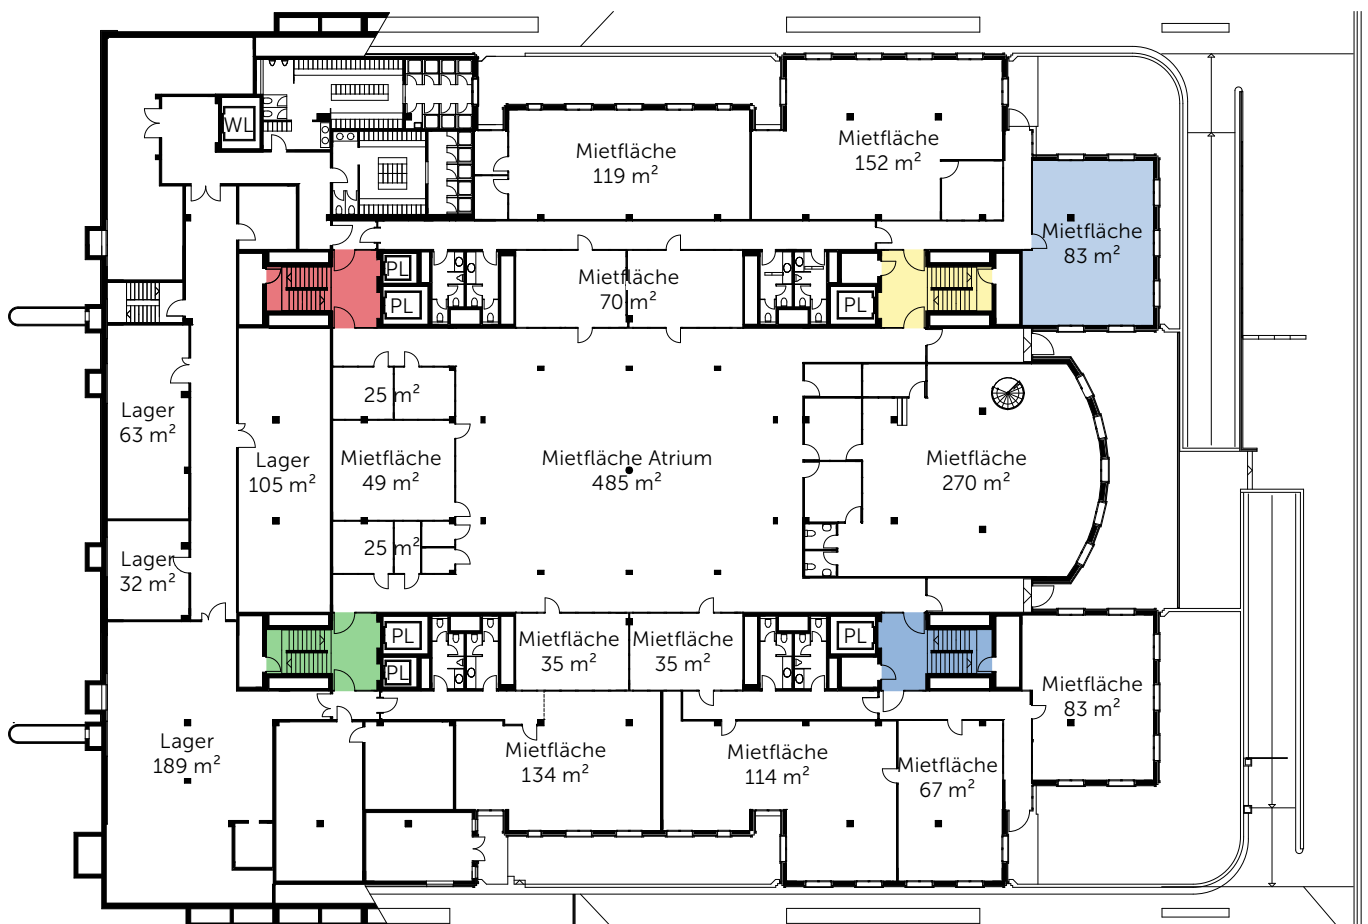 WL
Mietfläche
119 m²
Mietfläche
152 m²
Mietfläche
83 m²
Mietfläche
70 m²
PL
PL
PL
25 m²
Lager
63 m²
Lager
105 m²
Mietfläche
49 m²
Mietfläche Atrium
485 m²
Mietfläche
270 m²
25 m²
Lager
32 m²
PL
PL
Mietfläche
35 m²
Mietfläche
35 m²
PL
Mietfläche
83 m²
Lager
189 m²
Mietfläche
134 m²
Mietfläche
114 m²
Mietfläche
67 m²